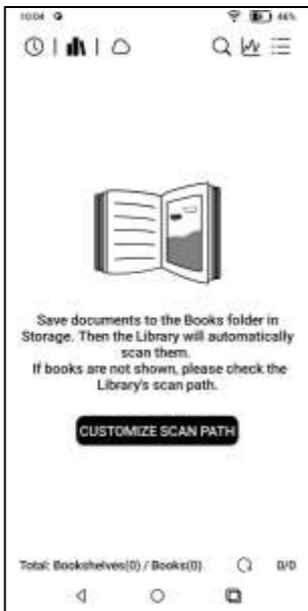 10:04 46%
Save documents to the Books folder in
Storage. Then the Library will automatically
scan them.
If books are not shown, please check the
Library's scan path.
CUSTOMIZE SCAN PATH
Total: Bookshelves(0) / Books(0) 0/0